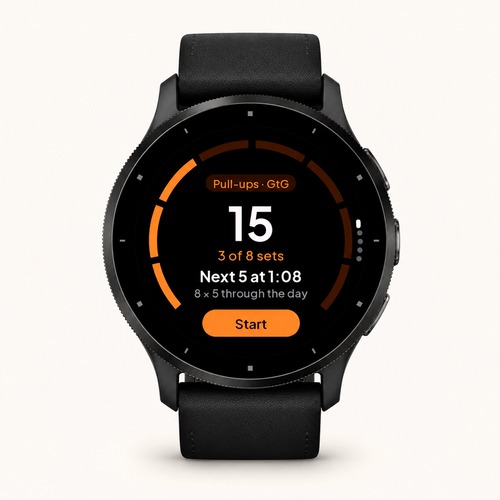 Pull-ups · GtG
15
3 of 8 sets
Next 5 at 1:08
8 × 5 through the day
Start